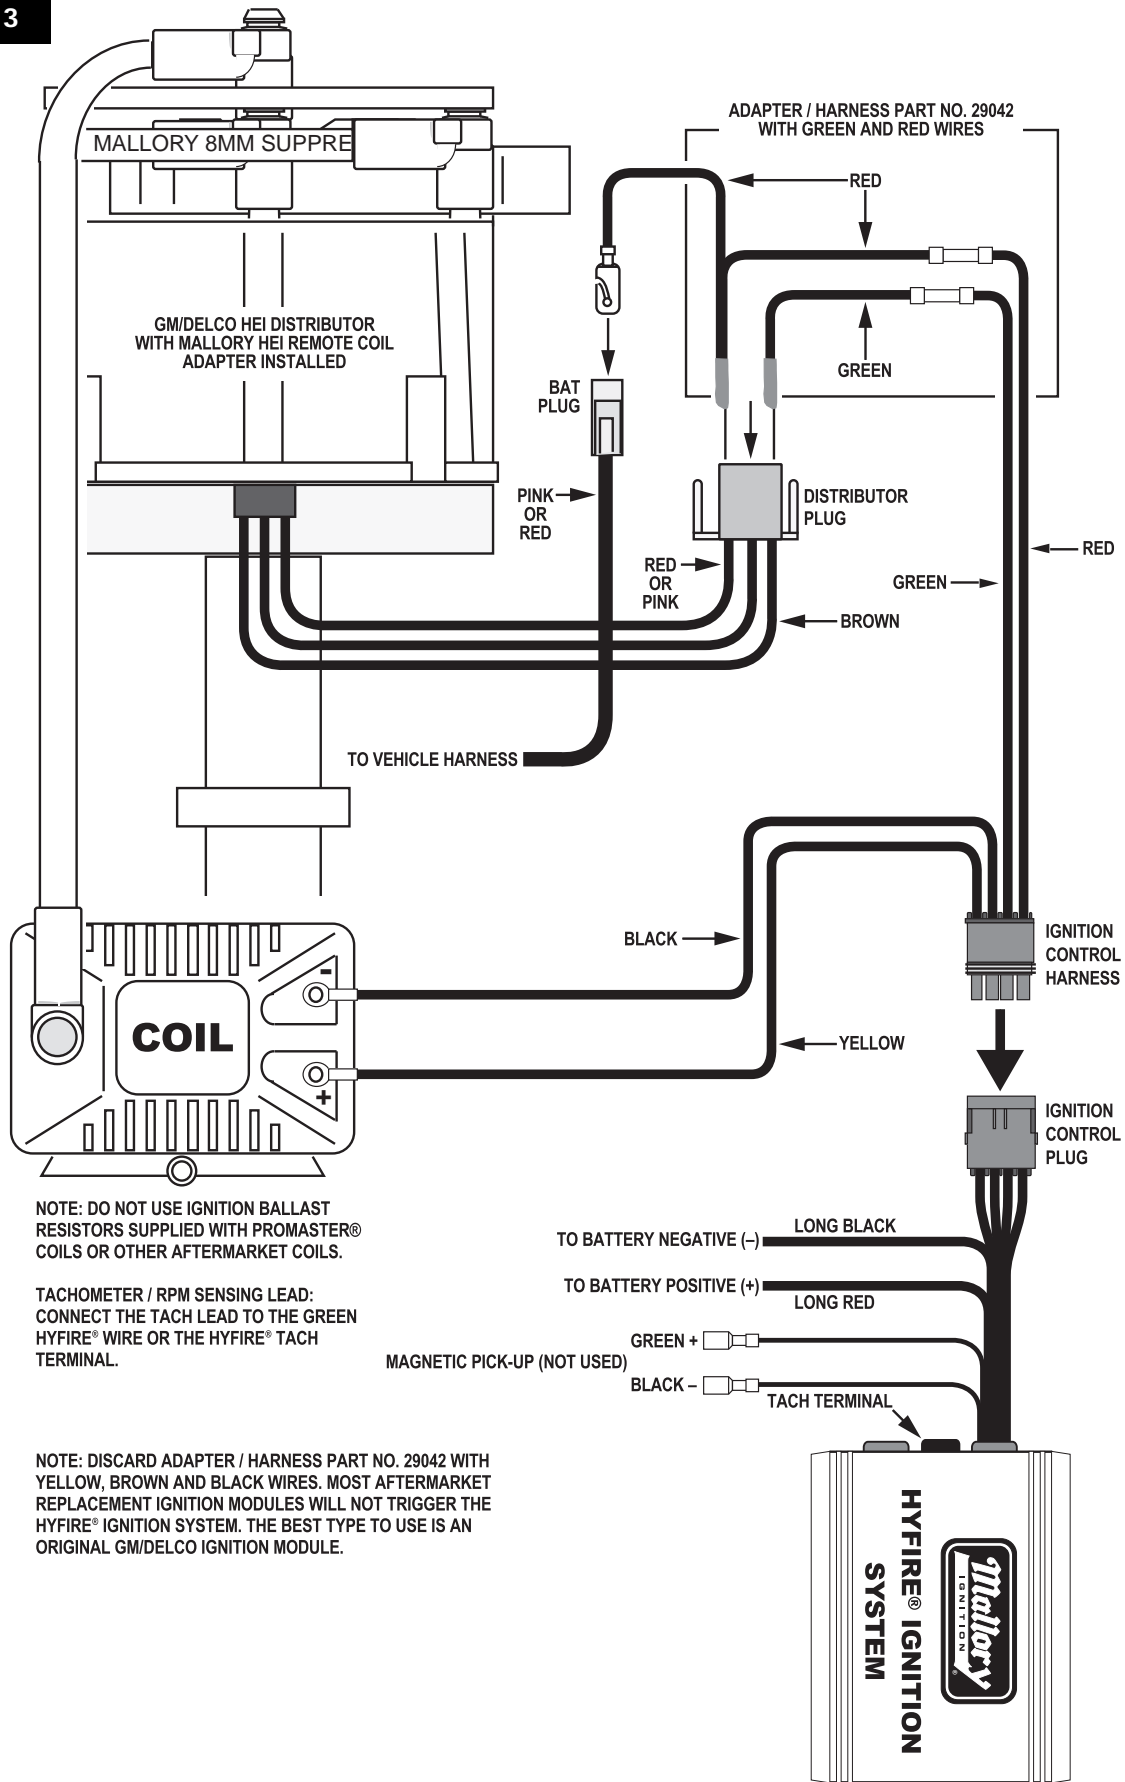 3
ADAPTER / HARNESS PART NO. 29042
WITH GREEN AND RED WIRES
MALLORY 8MM SUPPRE
RED
GM/DELCO HEI DISTRIBUTOR
WITH MALLORY HEI REMOTE COIL
ADAPTER INSTALLED
GREEN
BAT
PLUG
PINK
OR
RED
DISTRIBUTOR
PLUG
RED
RED
OR
PINK
GREEN
BROWN
TO VEHICLE HARNESS
BLACK
IGNITION
CONTROL
HARNESS
-
COIL
YELLOW
+
IGNITION
CONTROL
PLUG
NOTE: DO NOT USE IGNITION BALLAST
RESISTORS SUPPLIED WITH PROMASTER®
COILS OR OTHER AFTERMARKET COILS.
LONG BLACK
TO BATTERY NEGATIVE (–)
TO BATTERY POSITIVE (+)
LONG RED
TACHOMETER / RPM SENSING LEAD:
CONNECT THE TACH LEAD TO THE GREEN
HYFIRE® WIRE OR THE HYFIRE® TACH
TERMINAL.
GREEN +
MAGNETIC PICK-UP (NOT USED)
BLACK –
TACH TERMINAL
NOTE: DISCARD ADAPTER / HARNESS PART NO. 29042 WITH
YELLOW, BROWN AND BLACK WIRES. MOST AFTERMARKET
REPLACEMENT IGNITION MODULES WILL NOT TRIGGER THE
HYFIRE® IGNITION SYSTEM. THE BEST TYPE TO USE IS AN
ORIGINAL GM/DELCO IGNITION MODULE.
Mallory
IGNITION
®
HYFIRE® IGNITION
SYSTEM